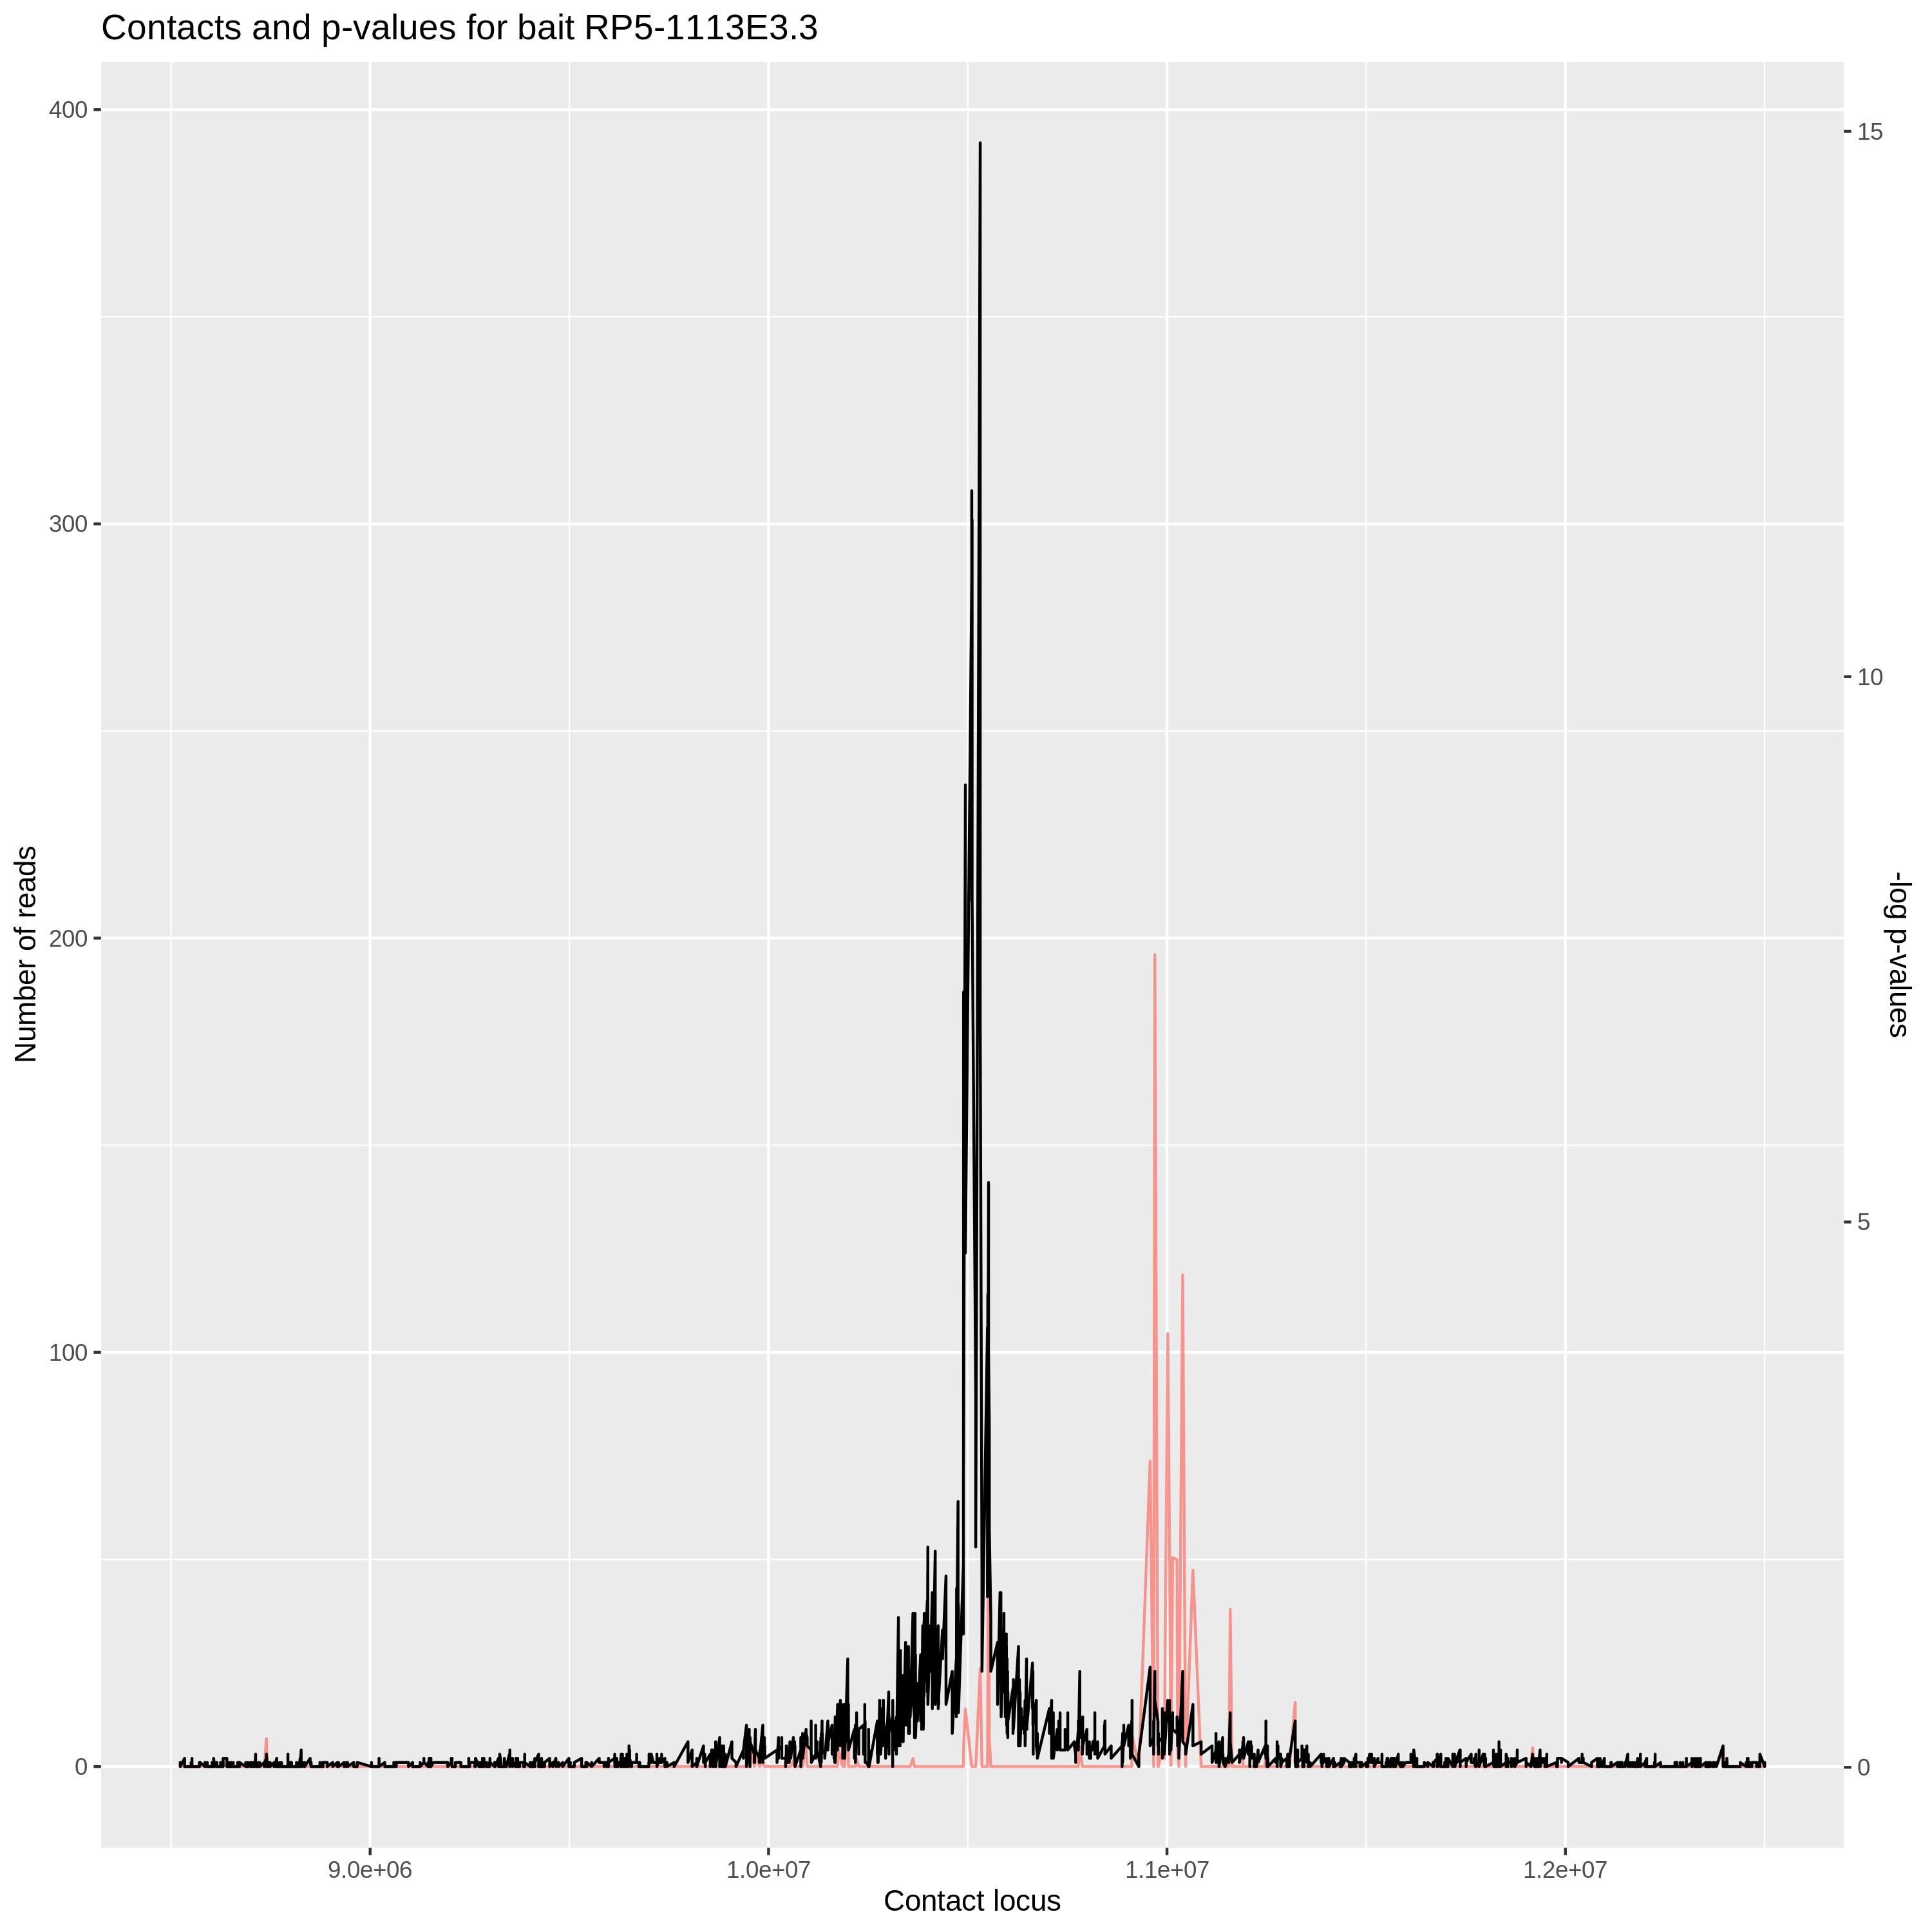 Contacts and p-values for bait RP5-1113E3.3
400
300
200
100
0
15
10
5
0
Number of reads
-log p-values
9.0e+06 1.0e+07 1.1e+07 1.2e+07
Contact locus